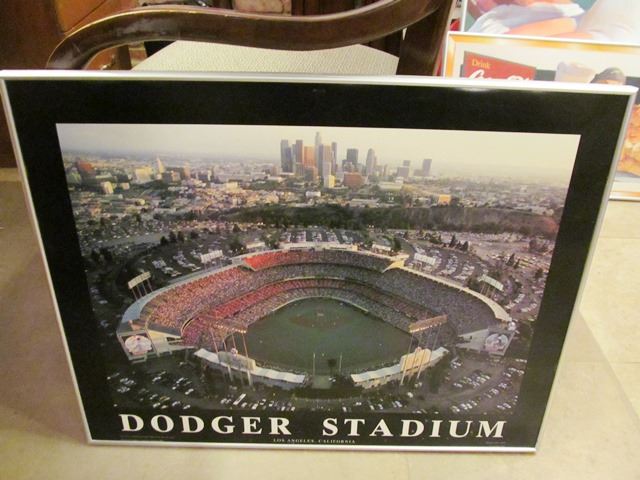 Drink
DODGER STADIUM
LOS ANGELES, CALIFORNIA